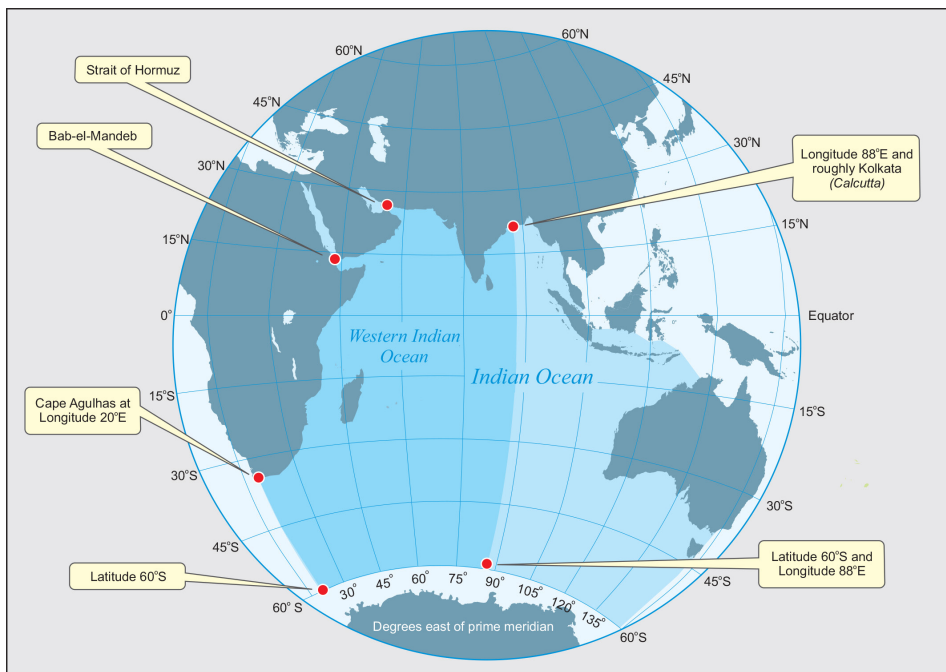 60°N
60°N
Strait of Hormuz
45°N
45°N
Bab-el-Mandeb
30°N
30°N
Longitude 88°E and
roughly Kolkata
(Calcutta)
15°N
15°N
0°
Equator
Western Indian
Ocean
Indian Ocean
15°S
15°S
Cape Agulhas at
Longitude 20°E
30°S
30°S
45°S
45°S
Latitude 60°S and
Longitude 88°E
Latitude 60°S
60° S
30°
45°
60°
75°
90°
105°
120°
135°
60°S
Degrees east of prime meridian